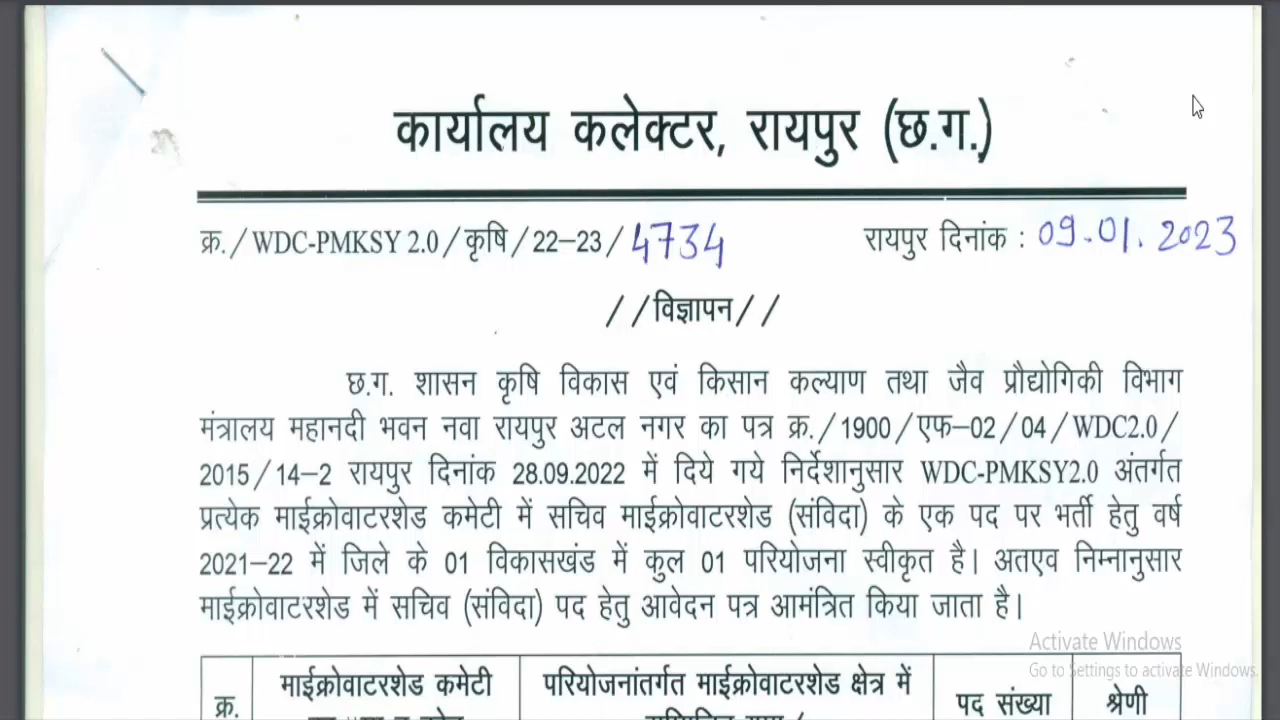 कार्यालय कलेक्टर, रायपुर (छ.ग.)
क्र./WDC-PMKSY 2.0/कृषि/22–23/4734 रायपुर दिनांक : 09.01.2023
//विज्ञापन//
छ.ग. शासन कृषि विकास एवं किसान कल्याण तथा जैव प्रौद्योगिकी विभाग
मंत्रालय महानदी भवन नवा रायपुर अटल नगर का पत्र क्र./1900/एफ–02/04/WDC2.0/
2015/14–2 रायपुर दिनांक 28.09.2022 में दिये गये निर्देशानुसार WDC-PMKSY2.0 अंतर्गत
प्रत्येक माईक्रोवाटरशेड कमेटी में सचिव माईक्रोवाटरशेड (संविदा) के एक पद पर भर्ती हेतु वर्ष
2021–22 में जिले के 01 विकासखंड में कुल 01 परियोजना स्वीकृत है। अतएव निम्नानुसार
माईक्रोवाटरशेड में सचिव (संविदा) पद हेतु आवेदन पत्र आमंत्रित किया जाता है।
Activate Windows
Go to Settings to activate Windows.
क्र. माईक्रोवाटरशेड कमेटी परियोजनांतर्गत माईक्रोवाटरशेड क्षेत्र में पद संख्या श्रेणी